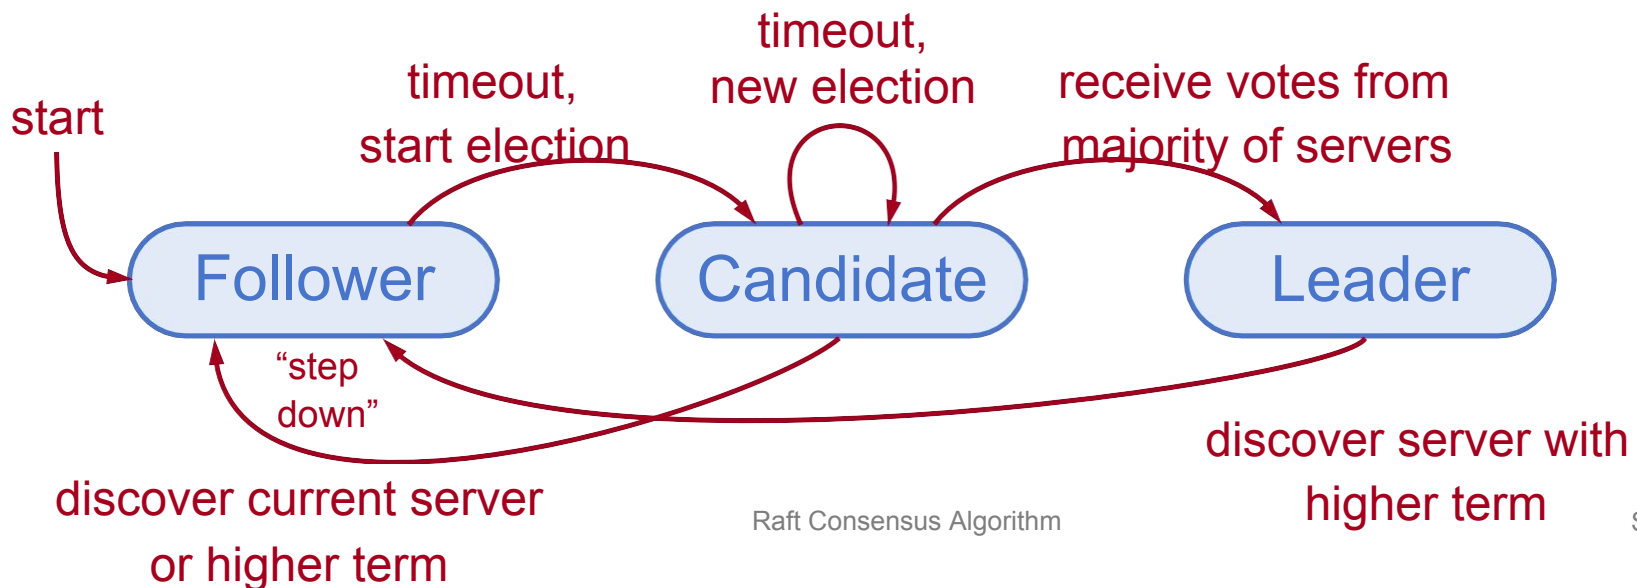 start
timeout,
start election
timeout,
new election
receive votes from
majority of servers
Follower
Candidate
Leader
“step
down”
discover current server
or higher term
discover server with
higher term
Raft Consensus Algorithm